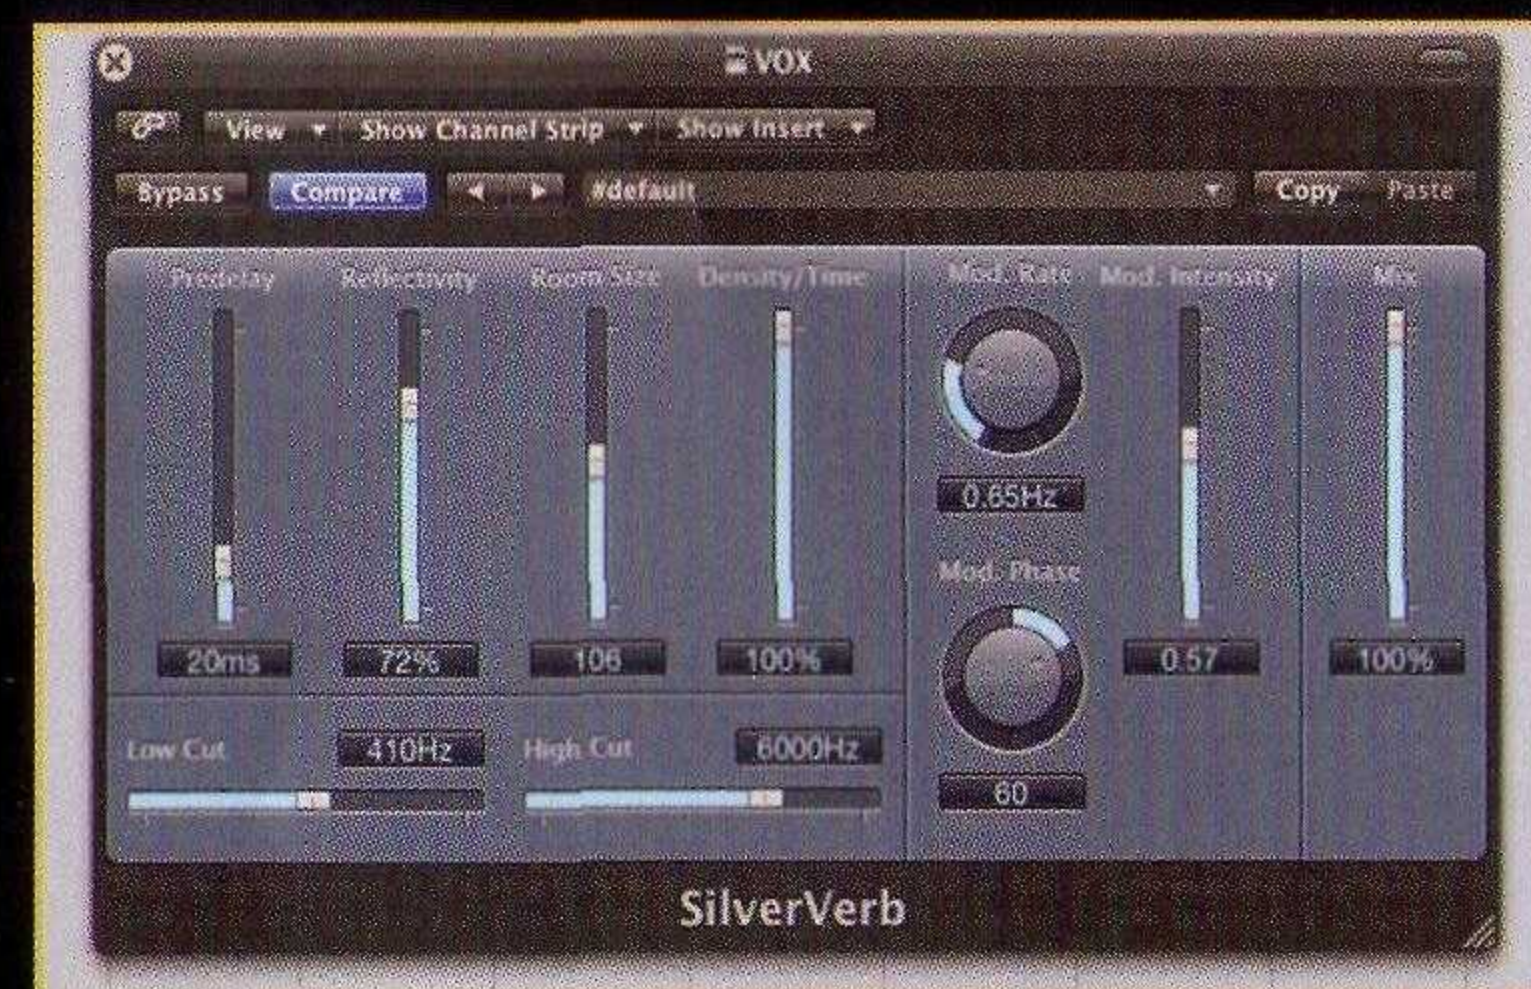 VOX
View Show Channel Strip Show Insert
Bypass Compare #default Copy Paste
Predelay Reflectivity Room Size Density/Time Mod. Rate Mod. Intensity Mix
0.65Hz
Mod. Phase
20ms 72% 106 100% 0.57 100%
Low Cut 410Hz High Cut 6000Hz
60
SilverVerb